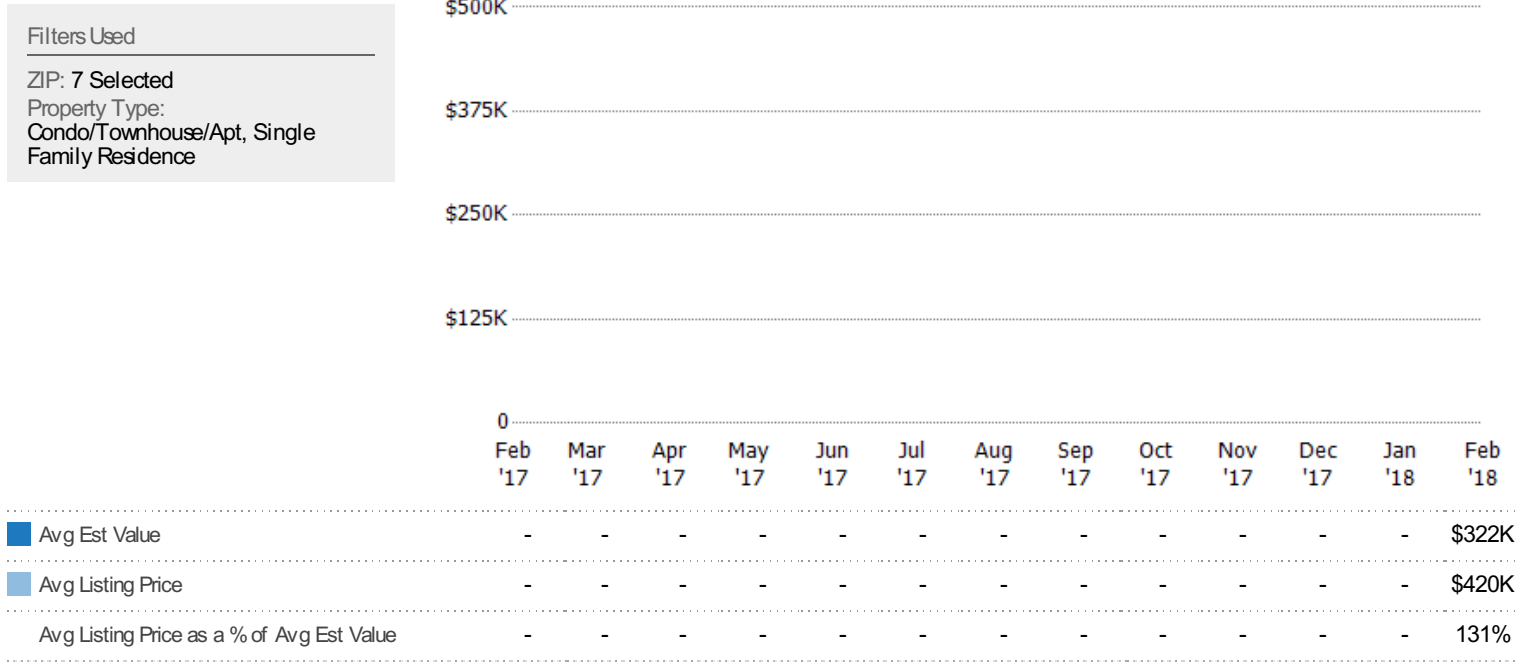 Filters Used
ZIP: 7 Selected
Property Type:
Condo/Townhouse/Apt, Single
Family Residence
$500K
$375K
$250K
$125K
0
Feb Mar Apr May Jun Jul Aug Sep Oct Nov Dec Jan Feb
'17 '17 '17 '17 '17 '17 '17 '17 '17 '17 '17 '18 '18
Avg Est Value - - - - - - - - - - - - $322K
Avg Listing Price - - - - - - - - - - - - $420K
Avg Listing Price as a % of Avg Est Value - - - - - - - - - - - - 131%